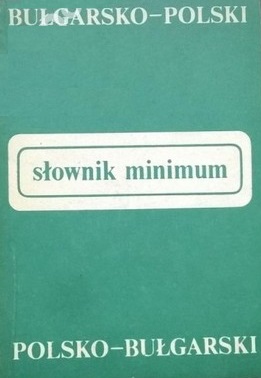 BUŁGARSKO–POLSKI
słownik minimum
POLSKO–BUŁGARSKI